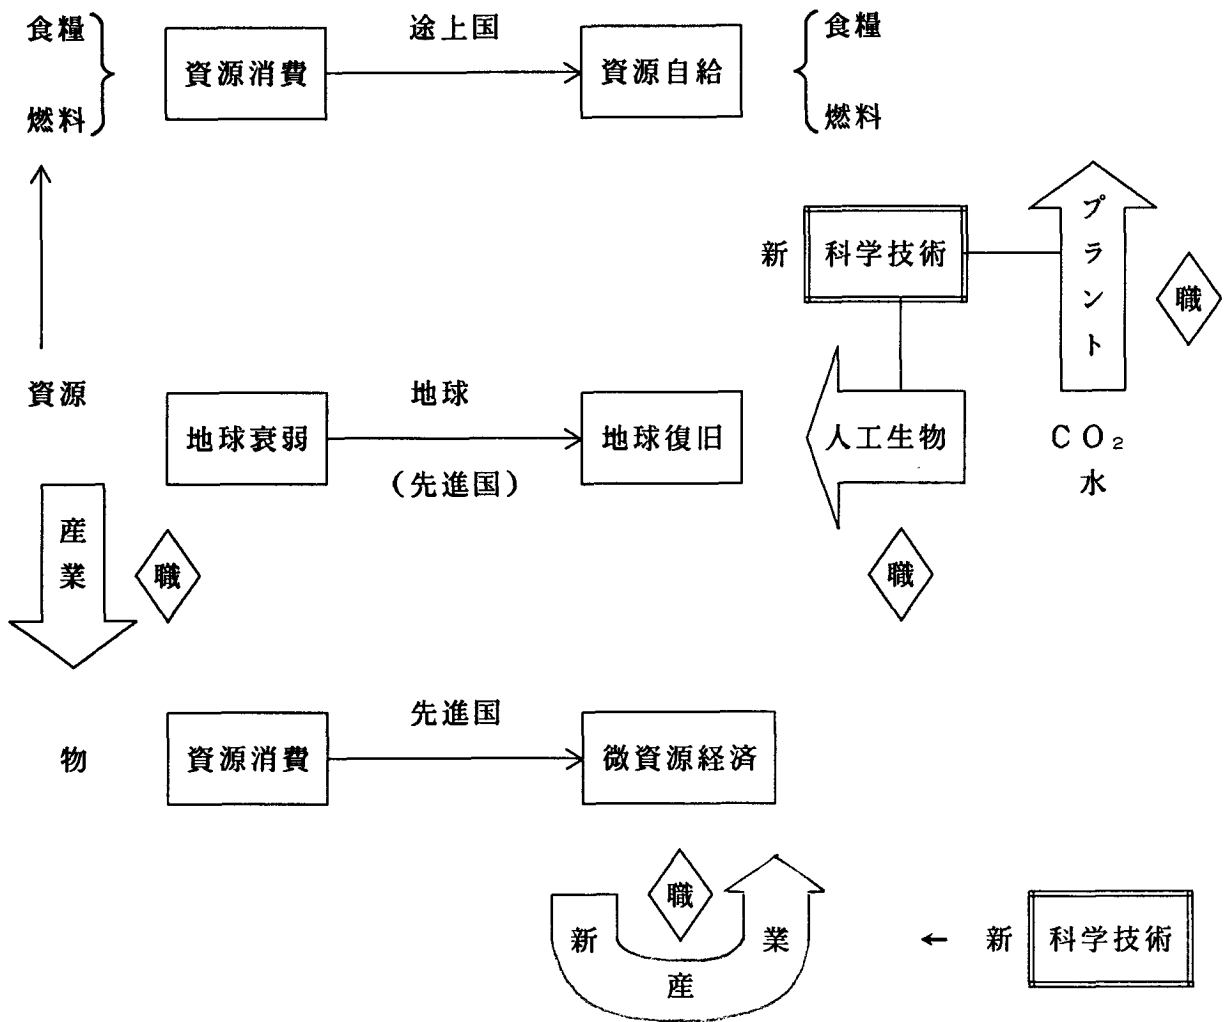 食糧
燃料
資源消費
途上国
資源自給
食糧
燃料
新
科学技術
プラント
職
資源
地球衰弱
地球
(先進国)
地球復旧
人工生物
CO₂
水
産業
職
職
物
資源消費
先進国
微資源経済
職
新産業
← 新
科学技術